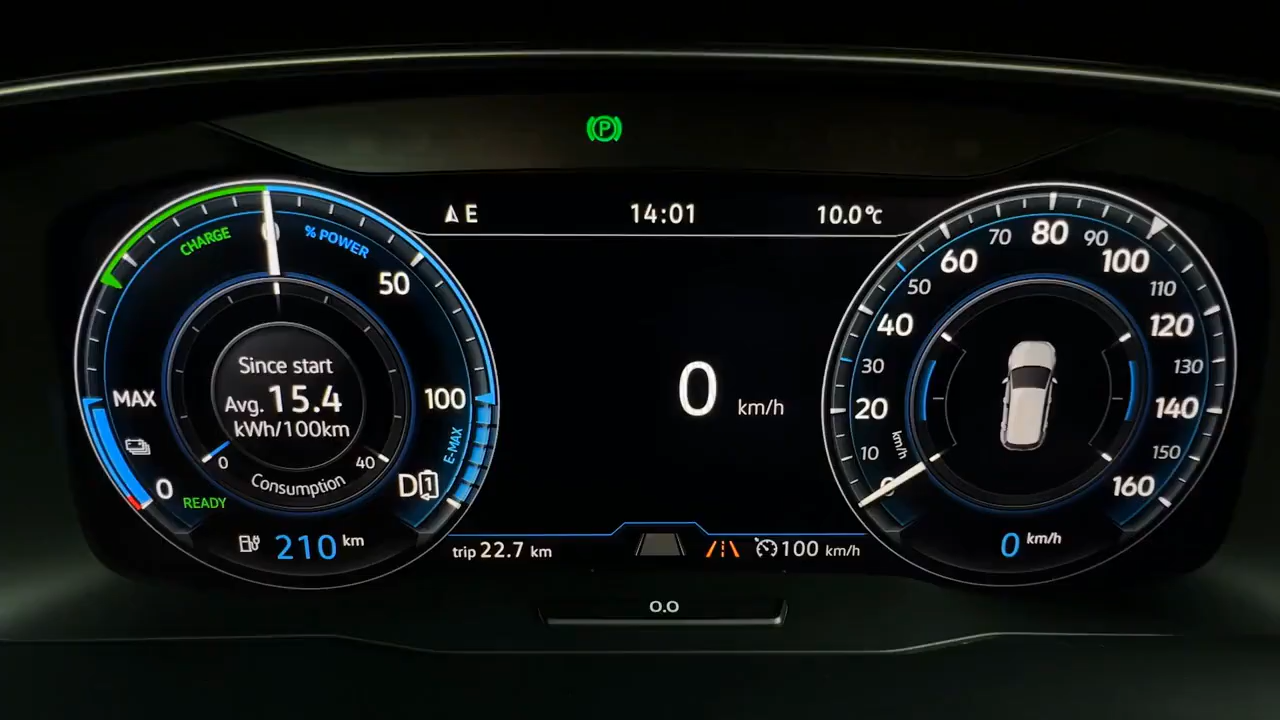 P
E
14:01
10.0°C
CHARGE
% POWER
50
100
E-MAX
MAX
0
READY
Since start
Avg. 15.4
kWh/100km
0
40
Consumption
D 1
210 km
0 km/h
trip 22.7 km
100 km/h
0.0
0
10
20
30
40
50
60
70
80
90
100
110
120
130
140
150
160
km/h
0 km/h